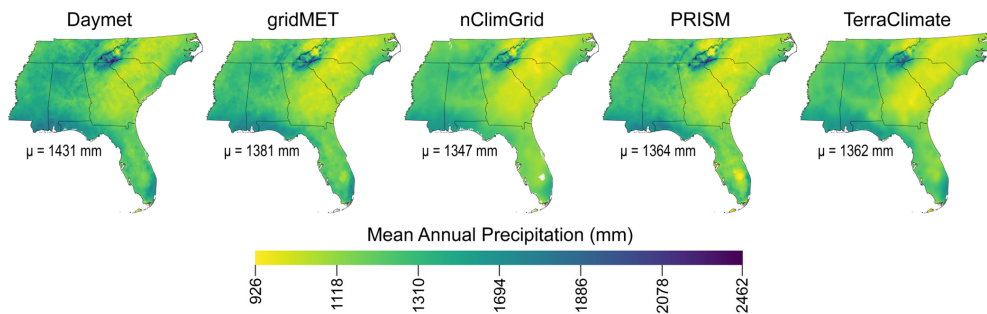 Daymet gridMET nClimGrid PRISM TerraClimate
μ = 1431 mm μ = 1381 mm μ = 1347 mm μ = 1364 mm μ = 1362 mm
Mean Annual Precipitation (mm)
926 1118 1310 1694 1886 2078 2462